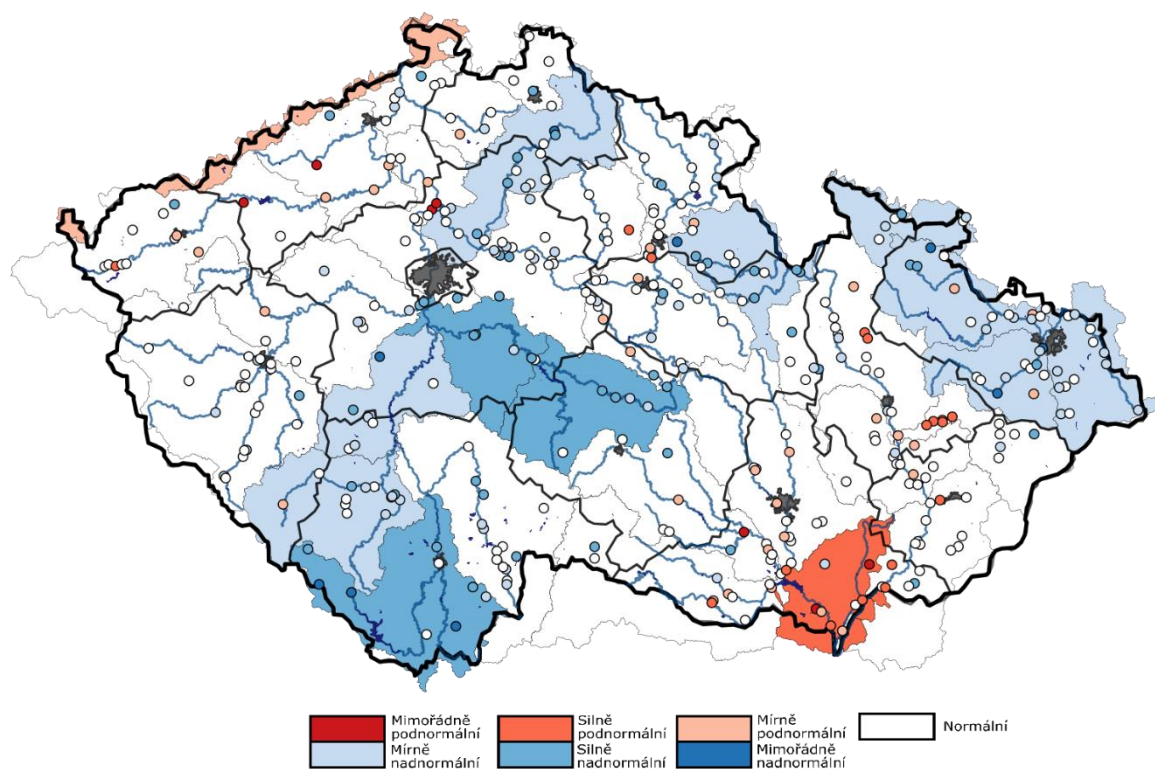 Mimořádně
podnormální
Silně
podnormální
Mírně
podnormální
Normální
Mírně
nadnormální
Silně
nadnormální
Mimořádně
nadnormální